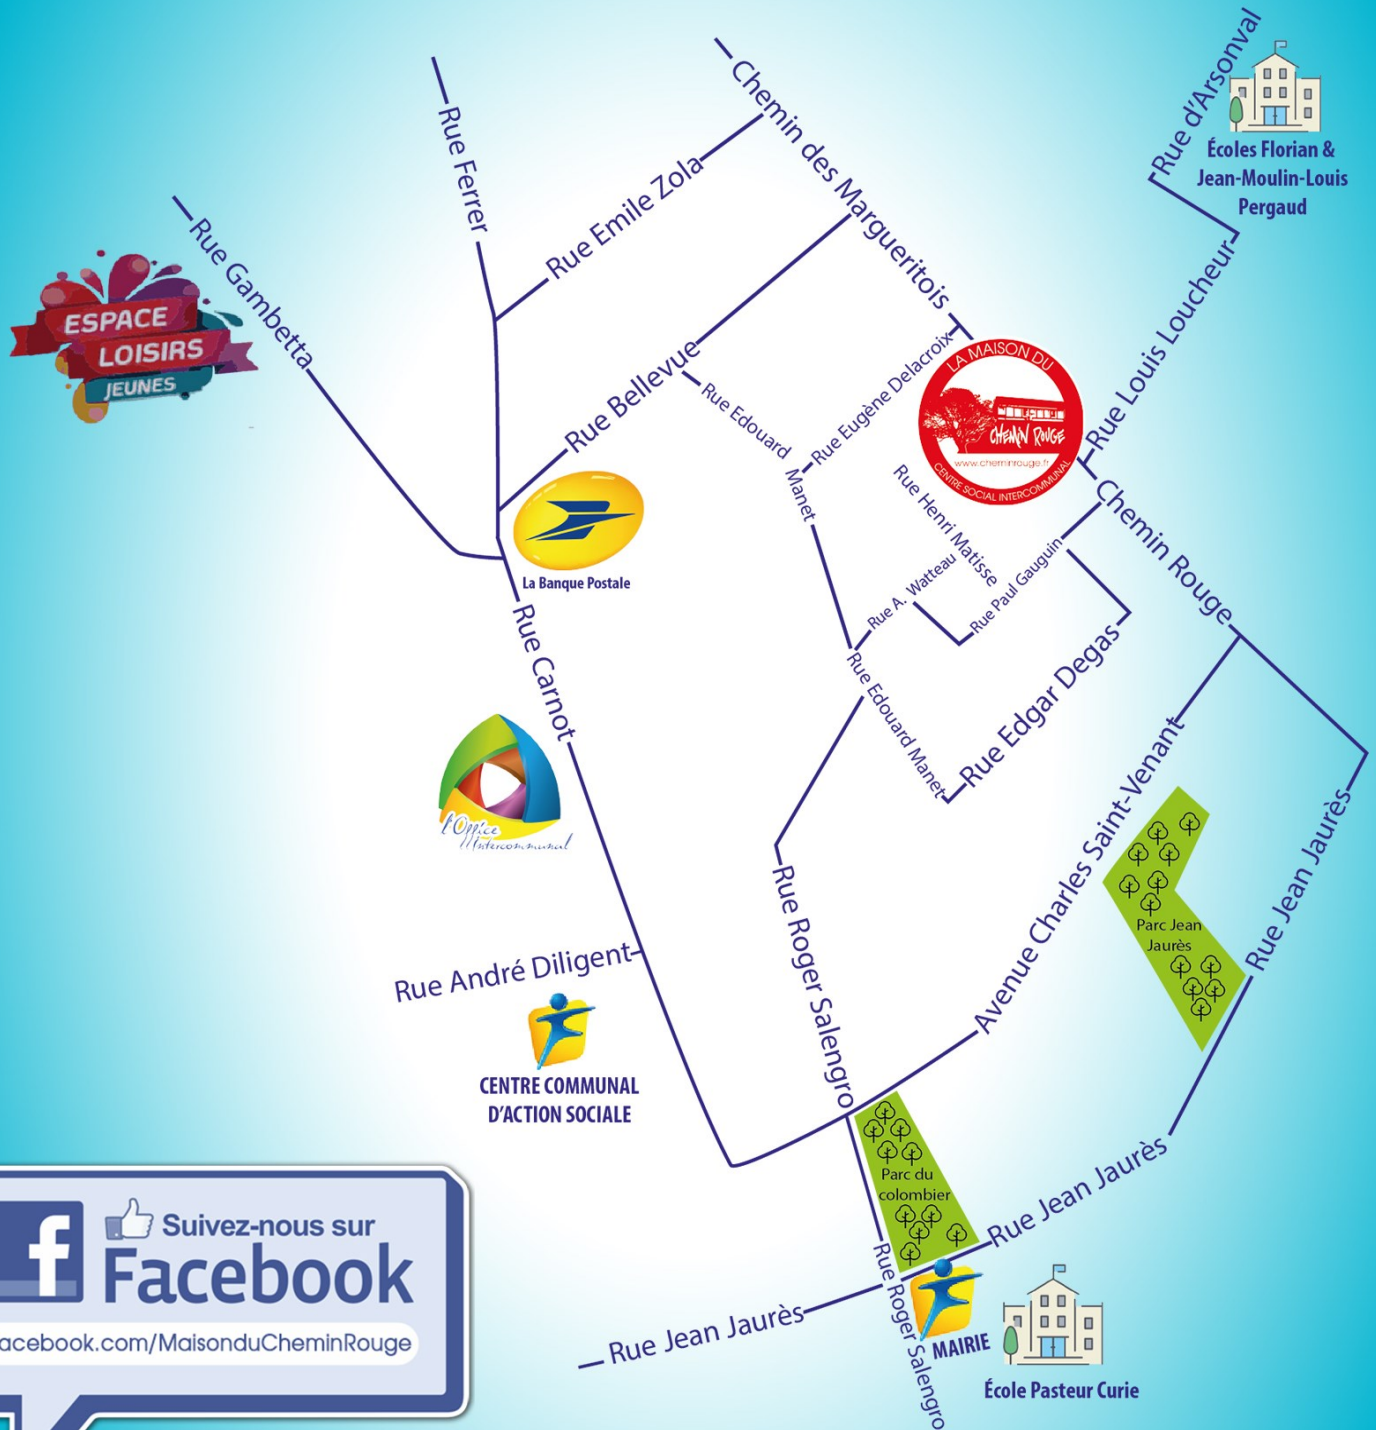 Rue Ferrer
Chemin des Margueritois
Rue d'Arsonval
Écoles Florian &
Jean-Moulin-Louis
Pergaud
Rue Emile Zola
Rue Gambetta
ESPACE
LOISIRS
JEUNES
Rue Louis Loucheur
Rue Bellevue
Rue Edouard
Manet
Rue Eugène Delacroix
LA MAISON DU
CHEMIN ROUGE
www.cheminrouge.fr
CENTRE SOCIAL INTERCOMMUNAL
Rue Henri Matisse
Chemin Rouge
La Banque Postale
Rue A. Watteau
Rue Paul Gauguin
Rue Carnot
Rue Edouard Manet
Rue Edgar Degas
l'Office
Intercommunal
Avenue Charles Saint-Venant
Rue Jean Jaurès
Parc Jean
Jaurès
Rue Roger Salengro
Rue André Diligent
CENTRE COMMUNAL
D'ACTION SOCIALE
Parc du
colombier
Rue Jean Jaurès
Suivez-nous sur
Facebook
acebook.com/MaisonduCheminRouge
Rue Jean Jaurès
Rue Roger Salengro
MAIRIE
École Pasteur Curie